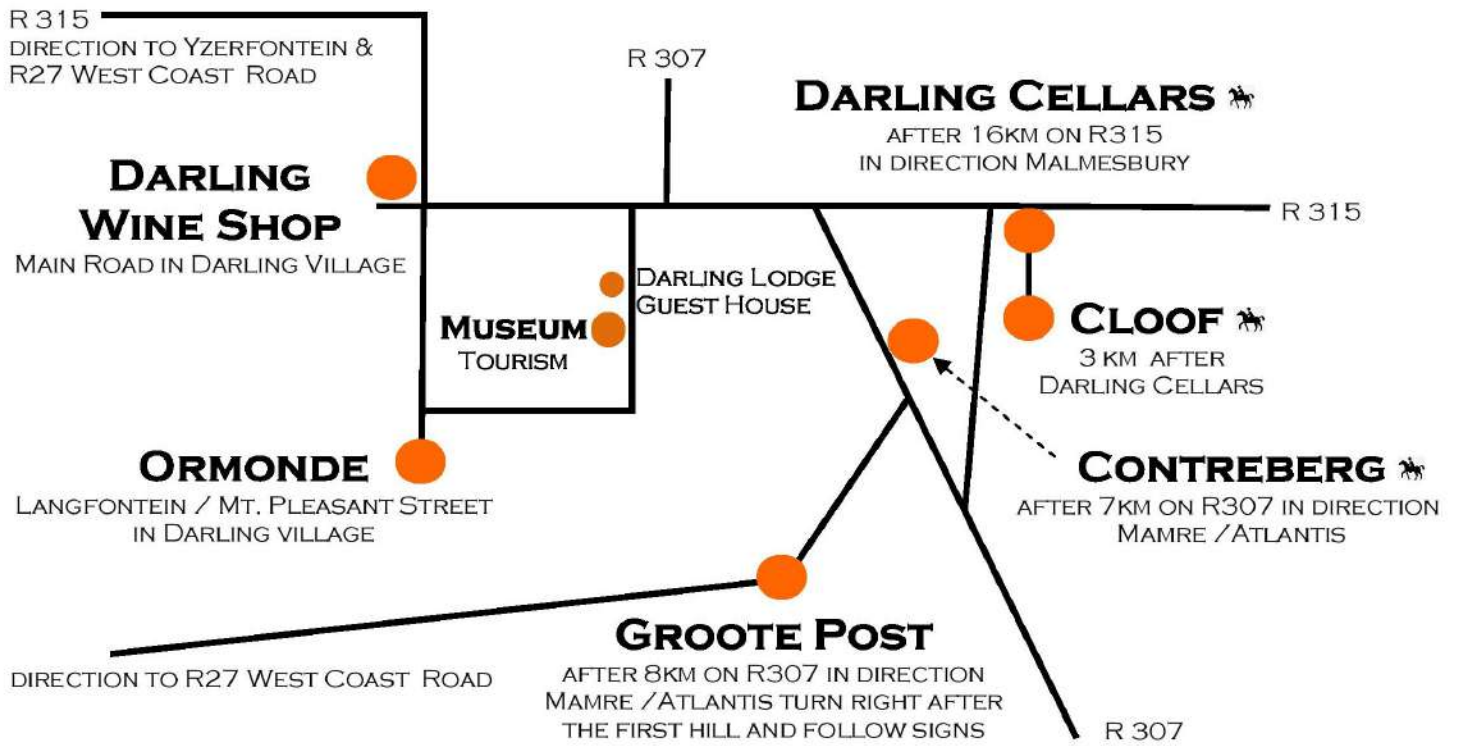 R 315
DIRECTION TO YZERFONTEIN &
R27 WEST COAST ROAD
R 307
DARLING CELLARS
AFTER 16KM ON R315
IN DIRECTION MALMESBURY
R 315
DARLING
WINE SHOP
MAIN ROAD IN DARLING VILLAGE
DARLING LODGE
GUEST HOUSE
MUSEUM
TOURISM
CLOOF
3 KM AFTER
DARLING CELLARS
ORMONDE
LANGFONTEIN / MT. PLEASANT STREET
IN DARLING VILLAGE
CONTREBERG
AFTER 7KM ON R307 IN DIRECTION
MAMRE /ATLANTIS
GROOTE POST
AFTER 8KM ON R307 IN DIRECTION
MAMRE /ATLANTIS TURN RIGHT AFTER
THE FIRST HILL AND FOLLOW SIGNS
DIRECTION TO R27 WEST COAST ROAD
R 307